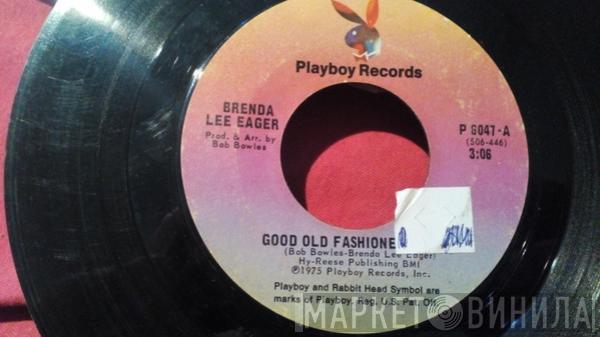 Playboy Records
BRENDA
LEE EAGER
Prod. & Arr. by
Bob Bowles
P 6047-A
(506-446)
3:06
GOOD OLD FASHIONE
(Bob Bowles-Brenda Lee Eager)
Hy-Reese Publishing BMI
©1975 Playboy Records, Inc.
Playboy and Rabbit Head Symbol are
marks of Playboy. Reg. U.S. Pat. Off.
МАРКЕТ ВИНИЛА